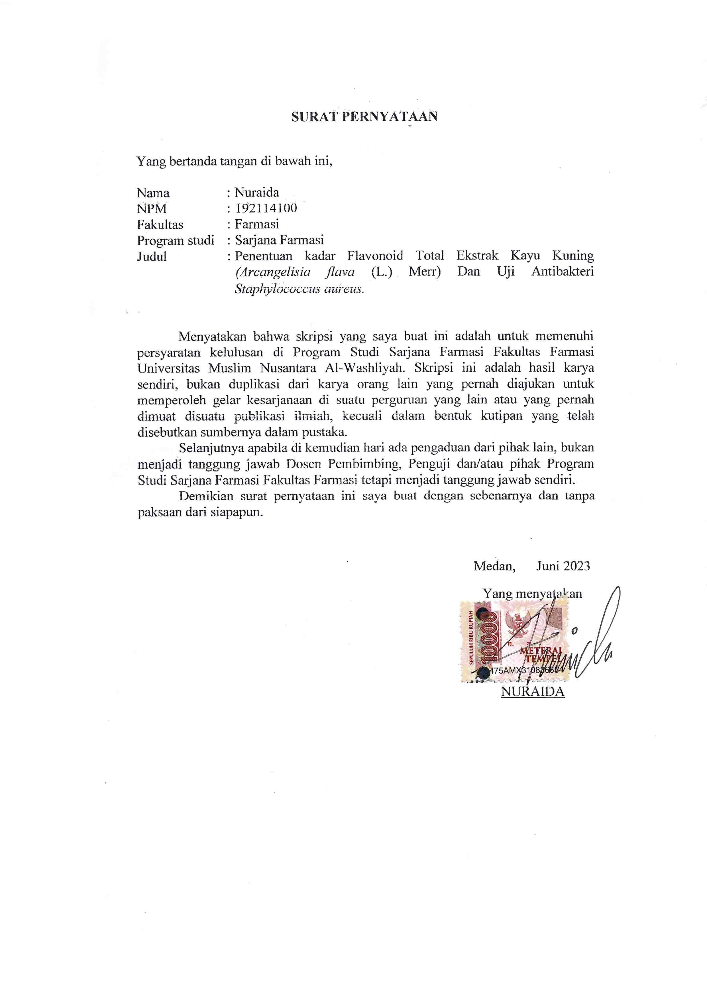 SURAT PERNYATAAN
Yang bertanda tangan di bawah ini,
Nama : Nuraida
NPM : 192114100
Fakultas : Farmasi
Program studi : Sarjana Farmasi
Judul : Penentuan kadar Flavonoid Total Ekstrak Kayu Kuning
(Arcangelisia flava (L.) Merr) Dan Uji Antibakteri
Staphylococcus aureus.
Menyatakan bahwa skripsi yang saya buat ini adalah untuk memenuhi
persyaratan kelulusan di Program Studi Sarjana Farmasi Fakultas Farmasi
Universitas Muslim Nusantara Al-Washliyah. Skripsi ini adalah hasil karya
sendiri, bukan duplikasi dari karya orang lain yang pernah diajukan untuk
memperoleh gelar kesarjanaan di suatu perguruan yang lain atau yang pernah
dimuat disuatu publikasi ilmiah, kecuali dalam bentuk kutipan yang telah
disebutkan sumbernya dalam pustaka.
Selanjutnya apabila di kemudian hari ada pengaduan dari pihak lain, bukan
menjadi tanggung jawab Dosen Pembimbing, Penguji dan/atau pihak Program
Studi Sarjana Farmasi Fakultas Farmasi tetapi menjadi tanggung jawab sendiri.
Demikian surat pernyataan ini saya buat dengan sebenarnya dan tanpa
paksaan dari siapapun.
Medan, Juni 2023
Yang menyatakan
SEPULUH RIBU RUPIAH
10000
TGL.
METERAI
TEMPEL
NURAIDA